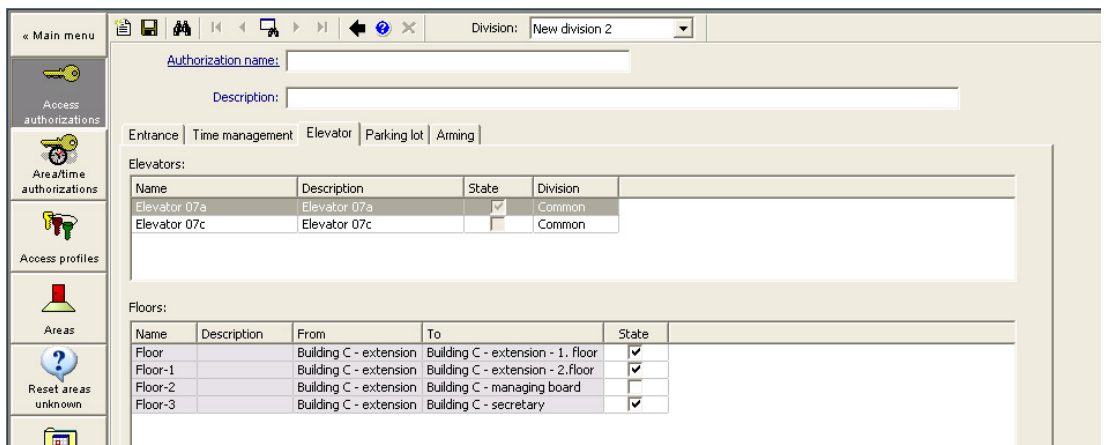 « Main menu
Division: New division 2
Authorization name:
Access
authorizations
Description:
Entrance Time management Elevator Parking lot Arming
Area/time
authorizations
Elevators:
Name Description State Division
Elevator 07a Elevator 07a Common
Elevator 07c Elevator 07c Common
Access profiles
Floors:
Areas
Name Description From To State
Floor Building C - extension Building C - extension - 1. floor
Floor-1 Building C - extension Building C - extension - 2.floor
Floor-2 Building C - extension Building C - managing board
Floor-3 Building C - extension Building C - secretary
Reset areas
unknown